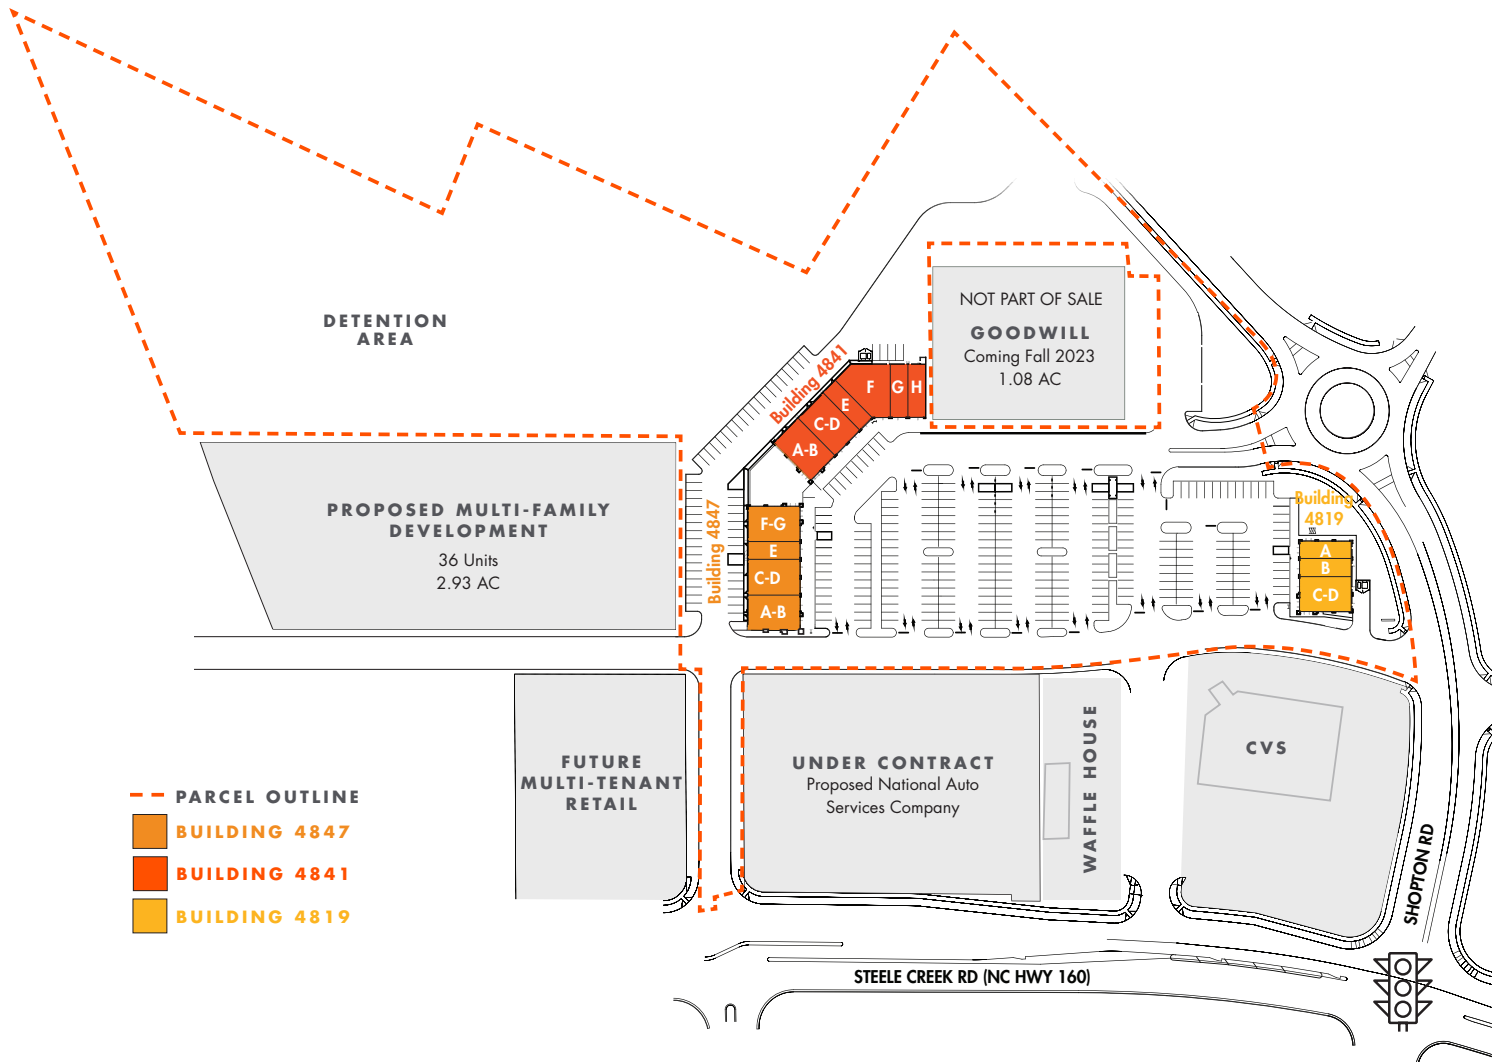 DETENTION
AREA
NOT PART OF SALE
GOODWILL
Coming Fall 2023
1.08 AC
Building 4841
F
G
H
E
C-D
A-B
PROPOSED MULTI-FAMILY
DEVELOPMENT
36 Units
2.93 AC
Building 4847
F-G
E
C-D
A-B
Building
4819
A
B
C-D
FUTURE
MULTI-TENANT
RETAIL
UNDER CONTRACT
Proposed National Auto
Services Company
WAFFLE HOUSE
CVS
PARCEL OUTLINE
BUILDING 4847
BUILDING 4841
BUILDING 4819
SHOPTON RD
STEELE CREEK RD (NC HWY 160)